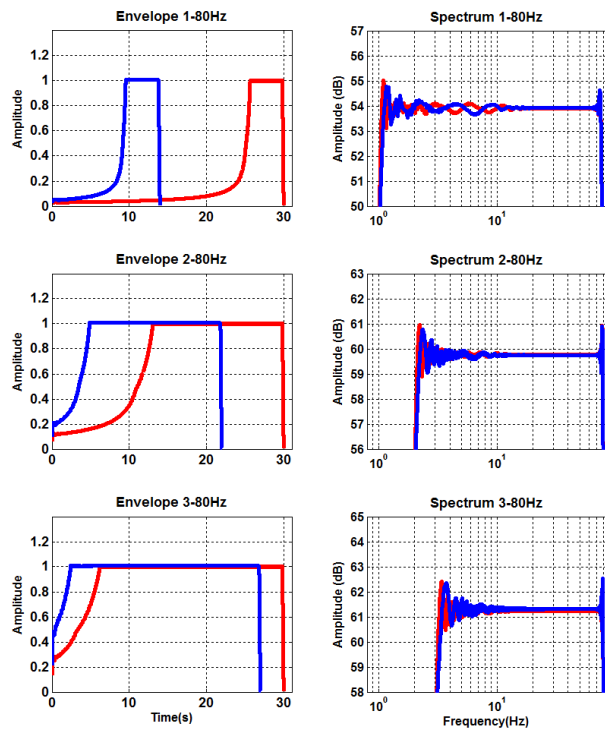 Envelope 1-80Hz
Amplitude
1.2
1
0.8
0.6
0.4
0.2
0
0 10 20 30
Spectrum 1-80Hz
Amplitude (dB)
57
56
55
54
53
52
51
50
10⁰ 10¹
Envelope 2-80Hz
Amplitude
1.2
1
0.8
0.6
0.4
0.2
0
0 10 20 30
Spectrum 2-80Hz
Amplitude (dB)
63
62
61
60
59
58
57
56
10⁰ 10¹
Envelope 3-80Hz
Amplitude
1.2
1
0.8
0.6
0.4
0.2
0
0 10 20 30
Time(s)
Spectrum 3-80Hz
Amplitude (dB)
65
64
63
62
61
60
59
58
10⁰ 10¹
Frequency(Hz)